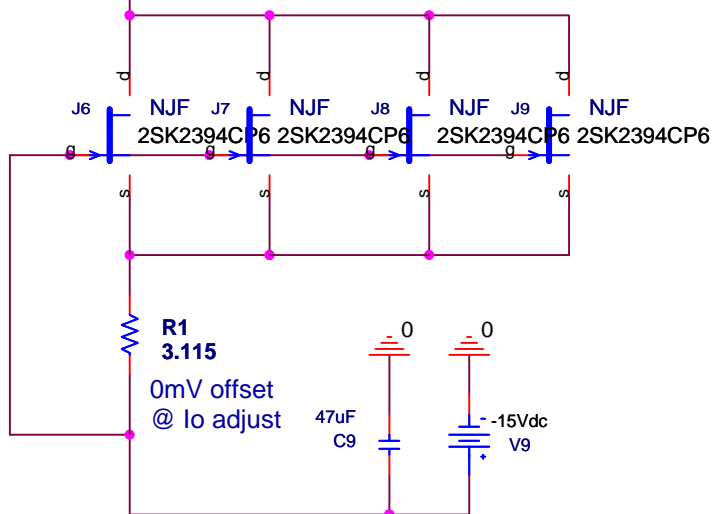 d d d d
J6 NJF J7 NJF J8 NJF J9 NJF
2SK2394CP6 2SK2394CP6 2SK2394CP6 2SK2394CP6
g g g g
s s s s
R1
3.115
0mV offset
@ Io adjust
0 0
47uF
C9
-
-15Vdc
V9
+